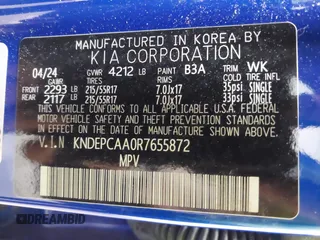 MANUFACTURED IN KOREA BY
KIA CORPORATION
04/24 GVWR 4212 LB PAINT B3A TRIM WK
GAWR TIRE SIZE RIM SIZE COLD
FRONT 2293 LB 215/55R17 7.0Jx17 35psi SINGLE
REAR 2117 LB 215/55R17 7.0Jx17 33psi SINGLE
THIS VEHICLE CONFORMS TO ALL APPLICABLE
FEDERAL MOTOR VEHICLE SAFETY AND THEFT
PREVENTION STANDARDS IN EFFECT ON THE DATE
OF MANUFACTURE SHOWN ABOVE.
V.I.N KNDEPCAA0R7655872
MPV
DREAMBID